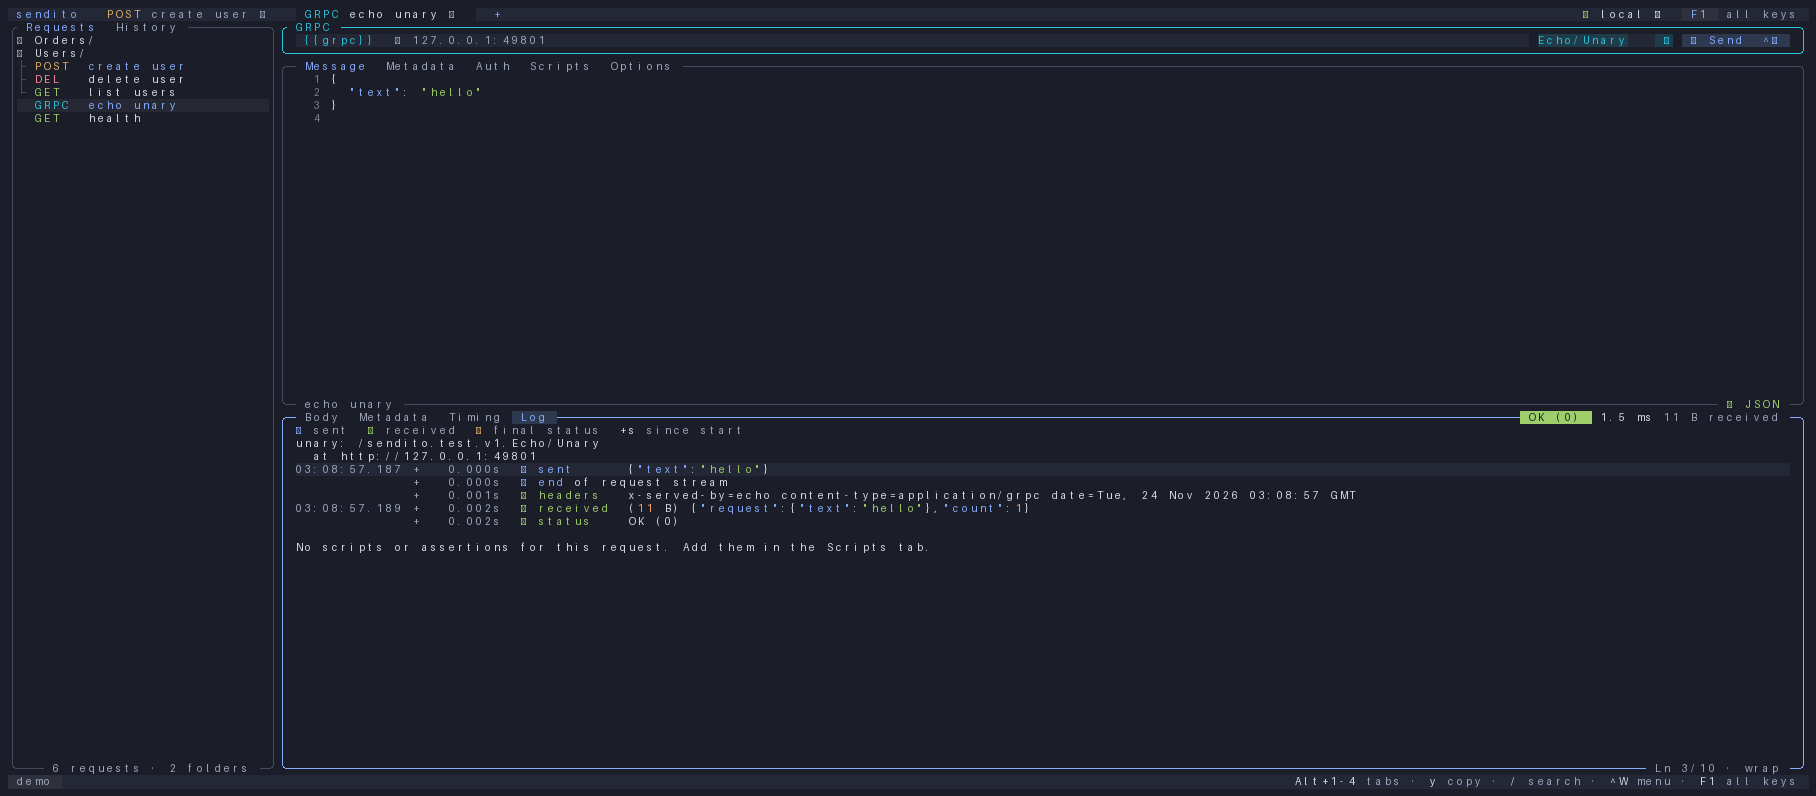 sendito POST create user GRPC echo unary + local F1 all keys
Requests History
Orders/
Users/
POST create user
DEL delete user
GET list users
GRPC echo unary
GET health
6 requests · 2 folders
GRPC
{{grpc}} 127.0.0.1:49801 Echo/Unary Send ^
Message Metadata Auth Scripts Options
1 {
2 "text": "hello"
3 }
4
echo unary JSON
Body Metadata Timing Log OK (0) 1.5 ms 11 B received
sent received final status +s since start
unary: /sendito.test.v1.Echo/Unary
at http://127.0.0.1:49801
03:08:57.187 + 0.000s sent {"text":"hello"}
+ 0.000s end of request stream
+ 0.001s headers x-served-by=echo content-type=application/grpc date=Tue, 24 Nov 2026 03:08:57 GMT
03:08:57.189 + 0.002s received (11 B) {"request":{"text":"hello"},"count":1}
+ 0.002s status OK (0)
No scripts or assertions for this request. Add them in the Scripts tab.
Ln 3/10 · wrap
demo Alt+1-4 tabs · y copy · / search · ^W menu · F1 all keys